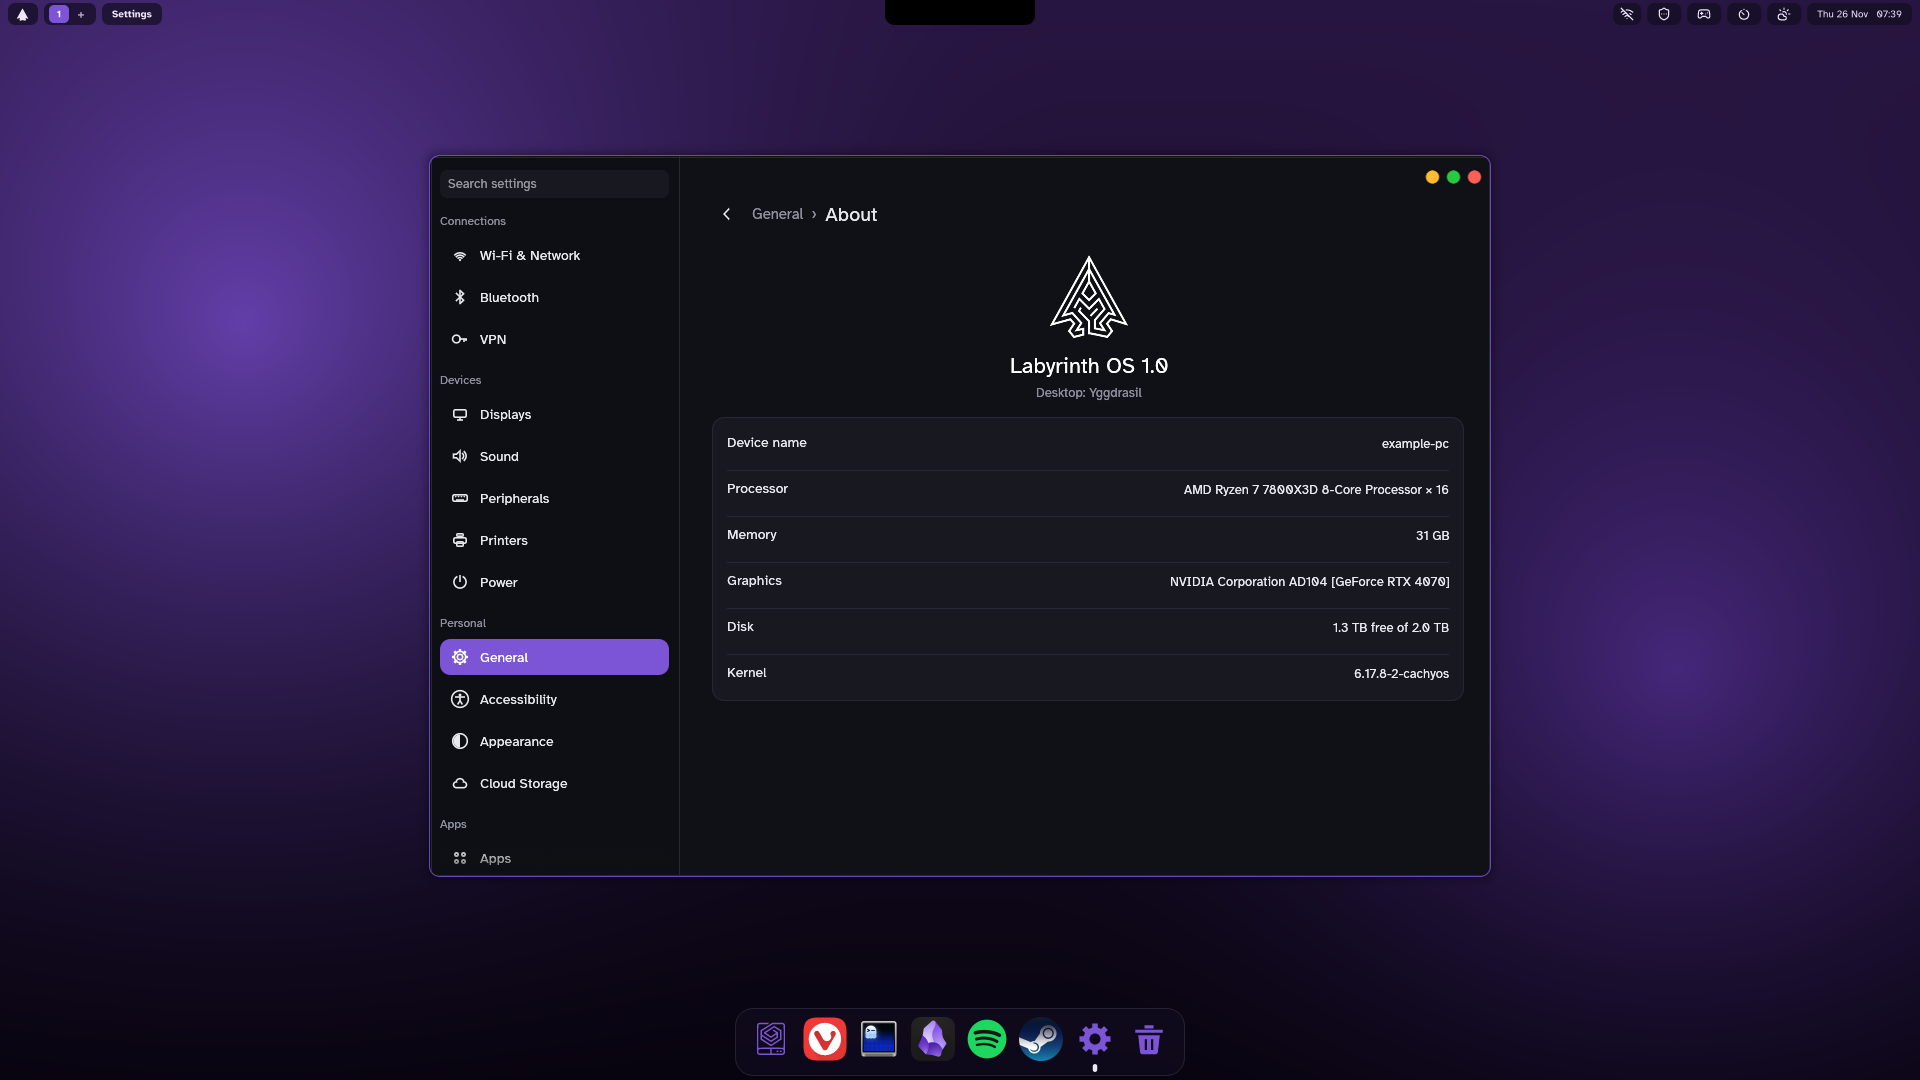 1 + Settings
Thu 26 Nov 07:39
Search settings
Connections
Wi-Fi & Network
Bluetooth
VPN
Devices
Displays
Sound
Peripherals
Printers
Power
Personal
General
Accessibility
Appearance
Cloud Storage
Apps
Apps
General › About
Labyrinth OS 1.0
Desktop: Yggdrasil
Device name example-pc
Processor AMD Ryzen 7 7800X3D 8-Core Processor × 16
Memory 31 GB
Graphics NVIDIA Corporation AD104 [GeForce RTX 4070]
Disk 1.3 TB free of 2.0 TB
Kernel 6.17.8-2-cachyos